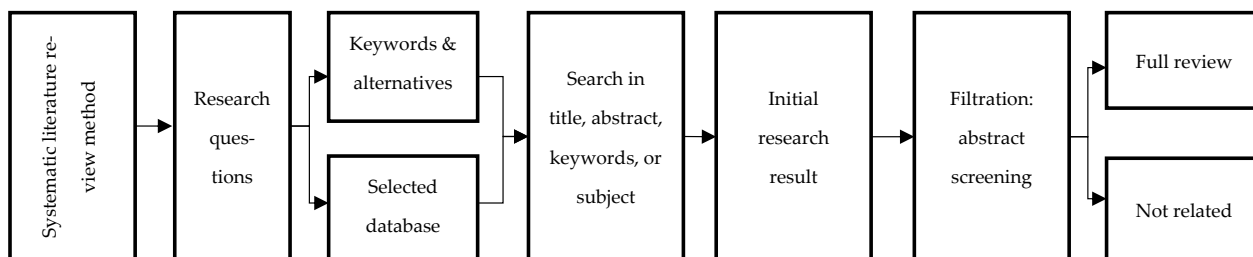 Systematic literature re-
view method
Research
ques-
tions
Keywords &
alternatives
Selected
database
Search in
title, abstract,
keywords, or
subject
Initial
research
result
Filtration:
abstract
screening
Full review
Not related